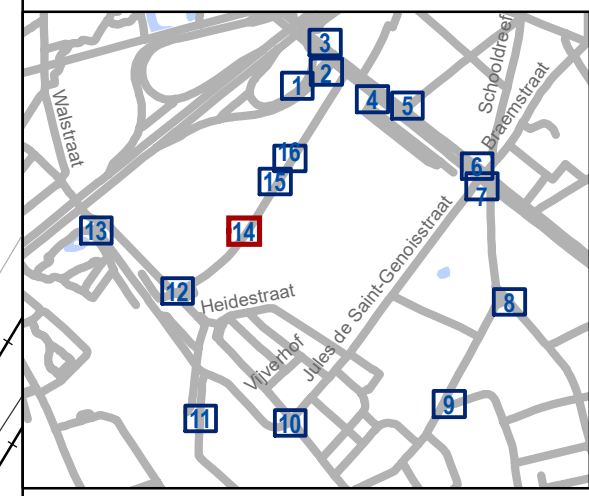 Schooldreef
3
2
1
4
5
Braemstraat
Walstraat
16
6
15
7
13
14
Jules de Saint-Genoisstraat
12
Heidestraat
8
Vijverhof
9
11
10